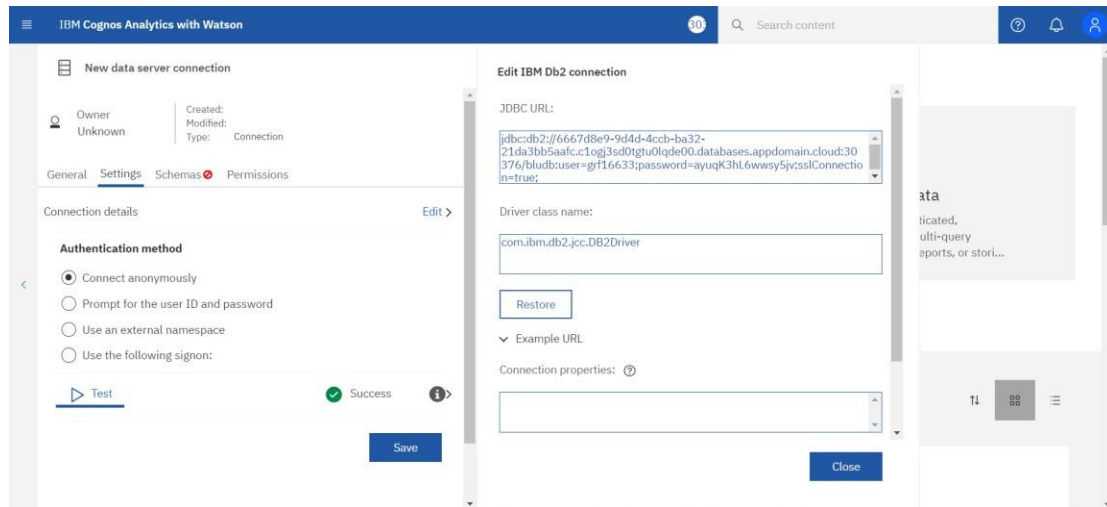 IBM Cognos Analytics with Watson
Search content
New data server connection
Owner
Unknown
Created:
Modified:
Type: Connection
General Settings Schemas Permissions
Connection details
Edit
Authentication method
Connect anonymously
Prompt for the user ID and password
Use an external namespace
Use the following signon:
Test
Success
Save
Edit IBM Db2 connection
JDBC URL:
jdbc:db2://6667d8e9-9d4d-4ccb-ba32-
21da3bb5aafc.c1ogj3sd0tgtu0lqde00.databases.appdomain.cloud:30
376/bludb:user=grf16633;password=ayuqK3hL6wwsy5jv;sslConnectio
n=true;
Driver class name:
com.ibm.db2.jcc.DB2Driver
Restore
Example URL
Connection properties:
Close
ata
ticated,
ulti-query
eports, or stori...